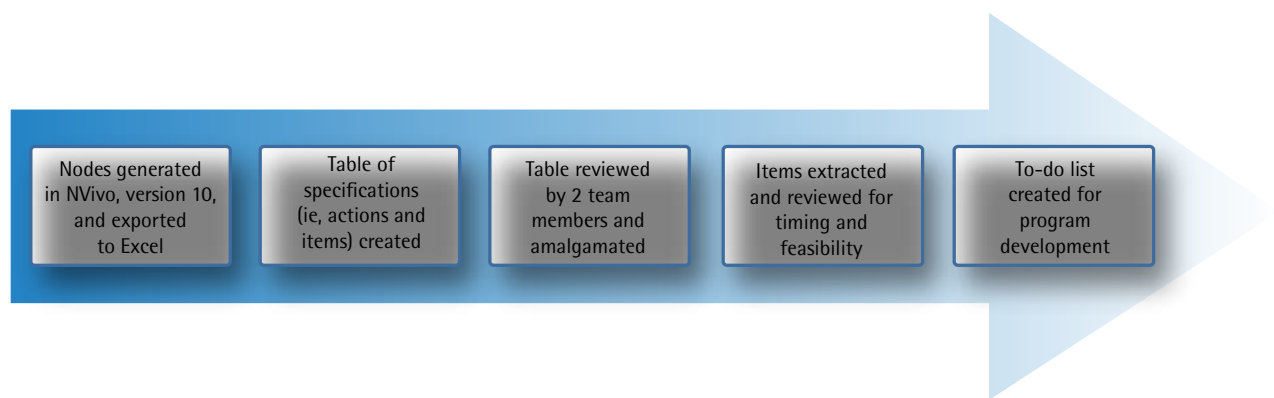 Nodes generated
in NVivo, version 10,
and exported
to Excel
Table of
specifications
(ie, actions and
items) created
Table reviewed
by 2 team
members and
amalgamated
Items extracted
and reviewed for
timing and
feasibility
To-do list
created for
program
development